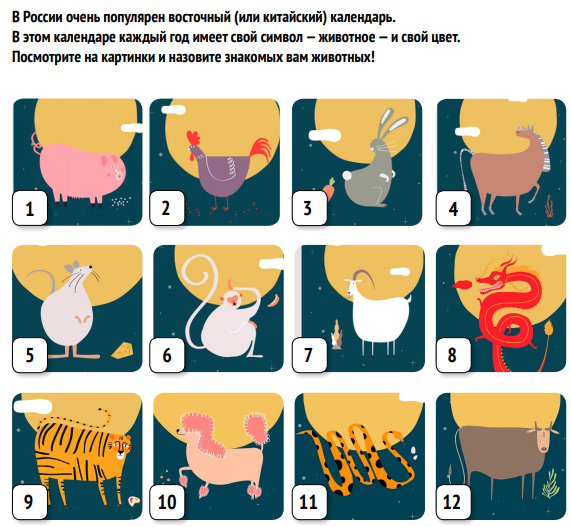 В России очень популярен восточный (или китайский) календарь.
В этом календаре каждый год имеет свой символ – животное – и свой цвет.
Посмотрите на картинки и назовите знакомых вам животных!
1 2 3 4
5 6 7 8
9 10 11 12